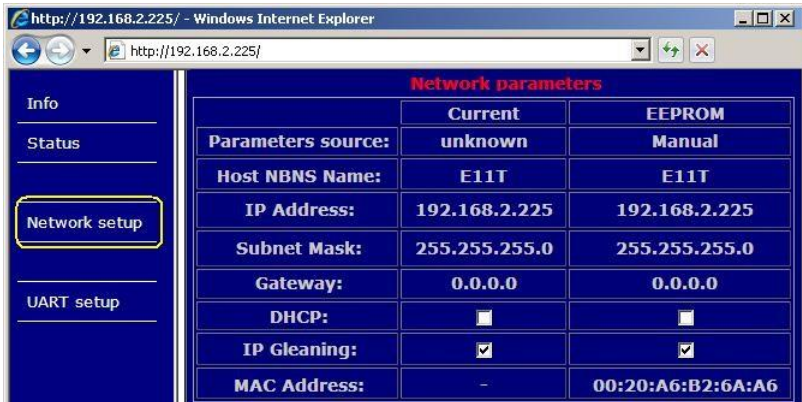 http://192.168.2.225/ - Windows Internet Explorer
http://192.168.2.225/
Info
Status
Network setup
UART setup
Network parameters
Current EEPROM
Parameters source: unknown Manual
Host NBNS Name: E11T E11T
IP Address: 192.168.2.225 192.168.2.225
Subnet Mask: 255.255.255.0 255.255.255.0
Gateway: 0.0.0.0 0.0.0.0
DHCP:
IP Gleaning:
MAC Address: - 00:20:A6:B2:6A:A6